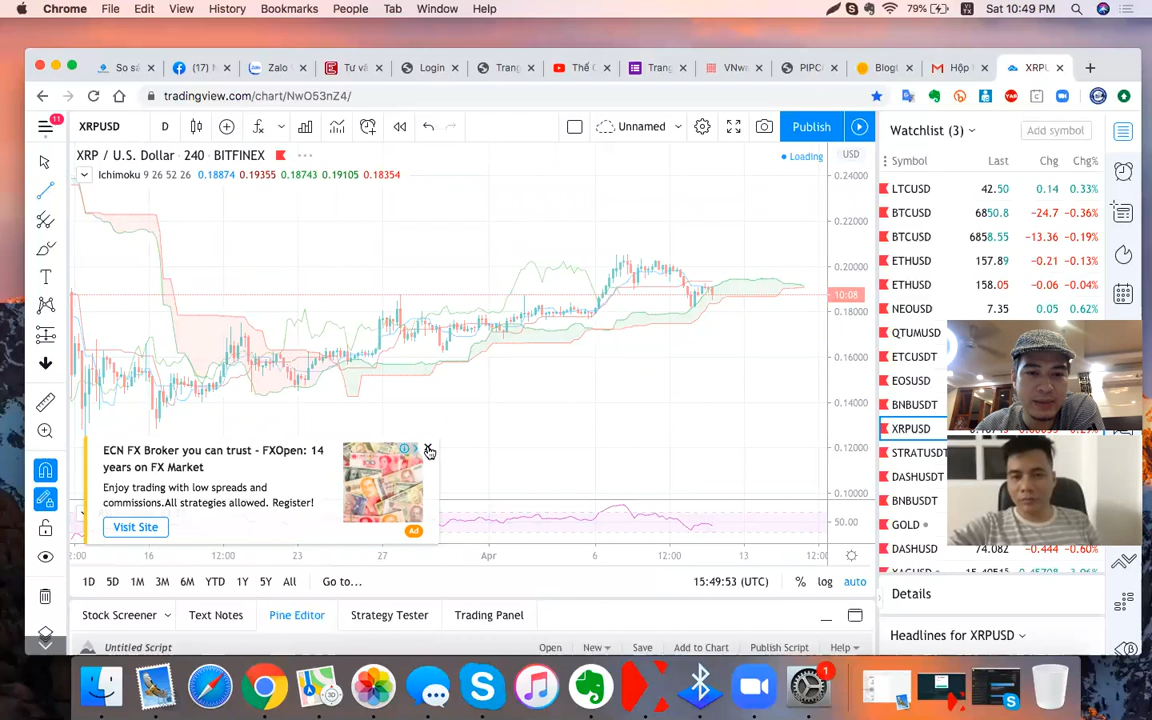 Chrome File Edit View History Bookmarks People Tab Window Help 79% Sat 10:49 PM
So sá (17) N Zalo Tư vấ Login Trang Thế Trang VNwa PIPC Blogt Hộp XRPU
tradingview.com/chart/NwO53nZ4/
11 XRPUSD D Unnamed Publish Watchlist (3) Add symbol
XRP / U.S. Dollar 240 BITFINEX Loading USD
Ichimoku 9 26 52 26 0.18874 0.19355 0.18743 0.19105 0.18354
0.24000
0.22000
0.20000
10:08
0.18000
0.16000
0.14000
0.12000
0.10000
50.00
Symbol Last Chg Chg%
LTCUSD 42.50 0.14 0.33%
BTCUSD 6850.8 −24.7 −0.36%
BTCUSD 6858.55 −13.36 −0.19%
ETHUSD 157.89 −0.21 −0.13%
ETHUSD 158.05 −0.06 −0.04%
NEOUSD 7.35 0.05 0.62%
QTUMUSD
ETCUSDT
EOSUSD
BNBUSDT
XRPUSD
STRATUSDT
DASHUSDT
BNBUSDT
GOLD
DASHUSD 74.082 −0.444 −0.60%
ECN FX Broker you can trust - FXOpen: 14
years on FX Market
Enjoy trading with low spreads and
commissions.All strategies allowed. Register!
Visit Site
Ad
16 12:00 23 27 Apr 6 12:00 13 12:00
1D 5D 1M 3M 6M YTD 1Y 5Y All Go to... 15:49:53 (UTC) % log auto
Details
Stock Screener Text Notes Pine Editor Strategy Tester Trading Panel
Headlines for XRPUSD
Untitled Script Open New Save Add to Chart Publish Script Help
3D
1